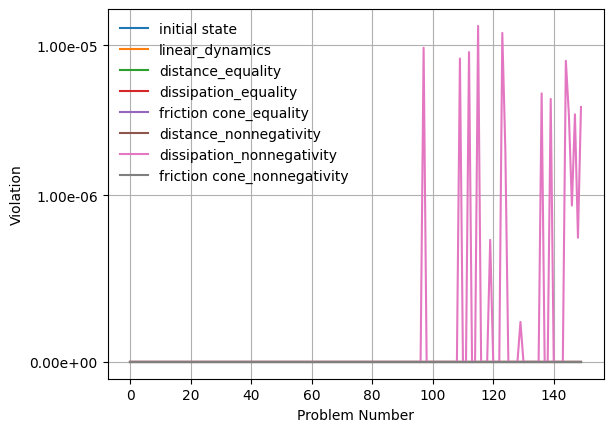 initial state
linear_dynamics
distance_equality
dissipation_equality
friction cone_equality
distance_nonnegativity
dissipation_nonnegativity
friction cone_nonnegativity
1.00e-05
1.00e-06
0.00e+00
Violation
0 20 40 60 80 100 120 140
Problem Number